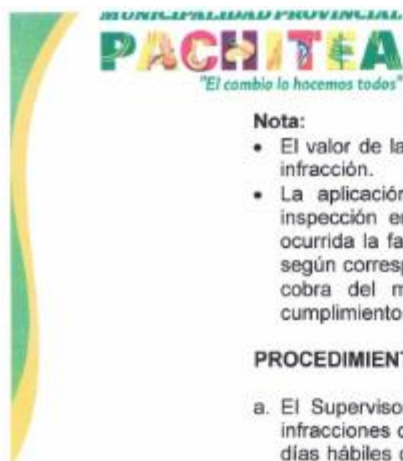 MUNICIPALIDAD PROVINCIAL
PACHITEA
"El cambio lo hacemos todos"
Nota:
• El valor de la
infracción.
• La aplicación
inspección en
ocurrida la fa
según corresp
cobra del m
cumplimiento
PROCEDIMIENT
a. El Supervisor
infracciones d
días hábiles d